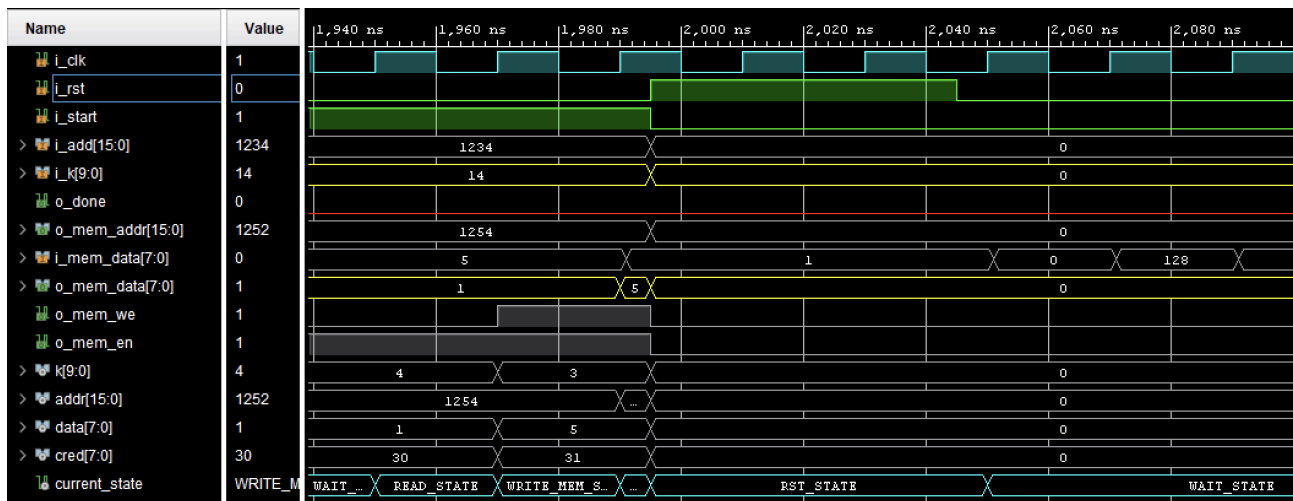 Name Value 1,940 ns 1,960 ns 1,980 ns 2,000 ns 2,020 ns 2,040 ns 2,060 ns 2,080 ns
i_clk 1
i_rst 0
i_start 1
i_add[15:0] 1234 1234 0
i_k[9:0] 14 14 0
o_done 0
o_mem_addr[15:0] 1252 1254 0
i_mem_data[7:0] 0 5 1 0 128
o_mem_data[7:0] 1 1 5 0
o_mem_we 1
o_mem_en 1
k[9:0] 4 4 3 0
addr[15:0] 1252 1254 … 0
data[7:0] 1 1 5 0
cred[7:0] 30 30 31 0
current_state WRITE_M WAIT_… READ_STATE WRITE_MEM_S… … RST_STATE WAIT_STATE